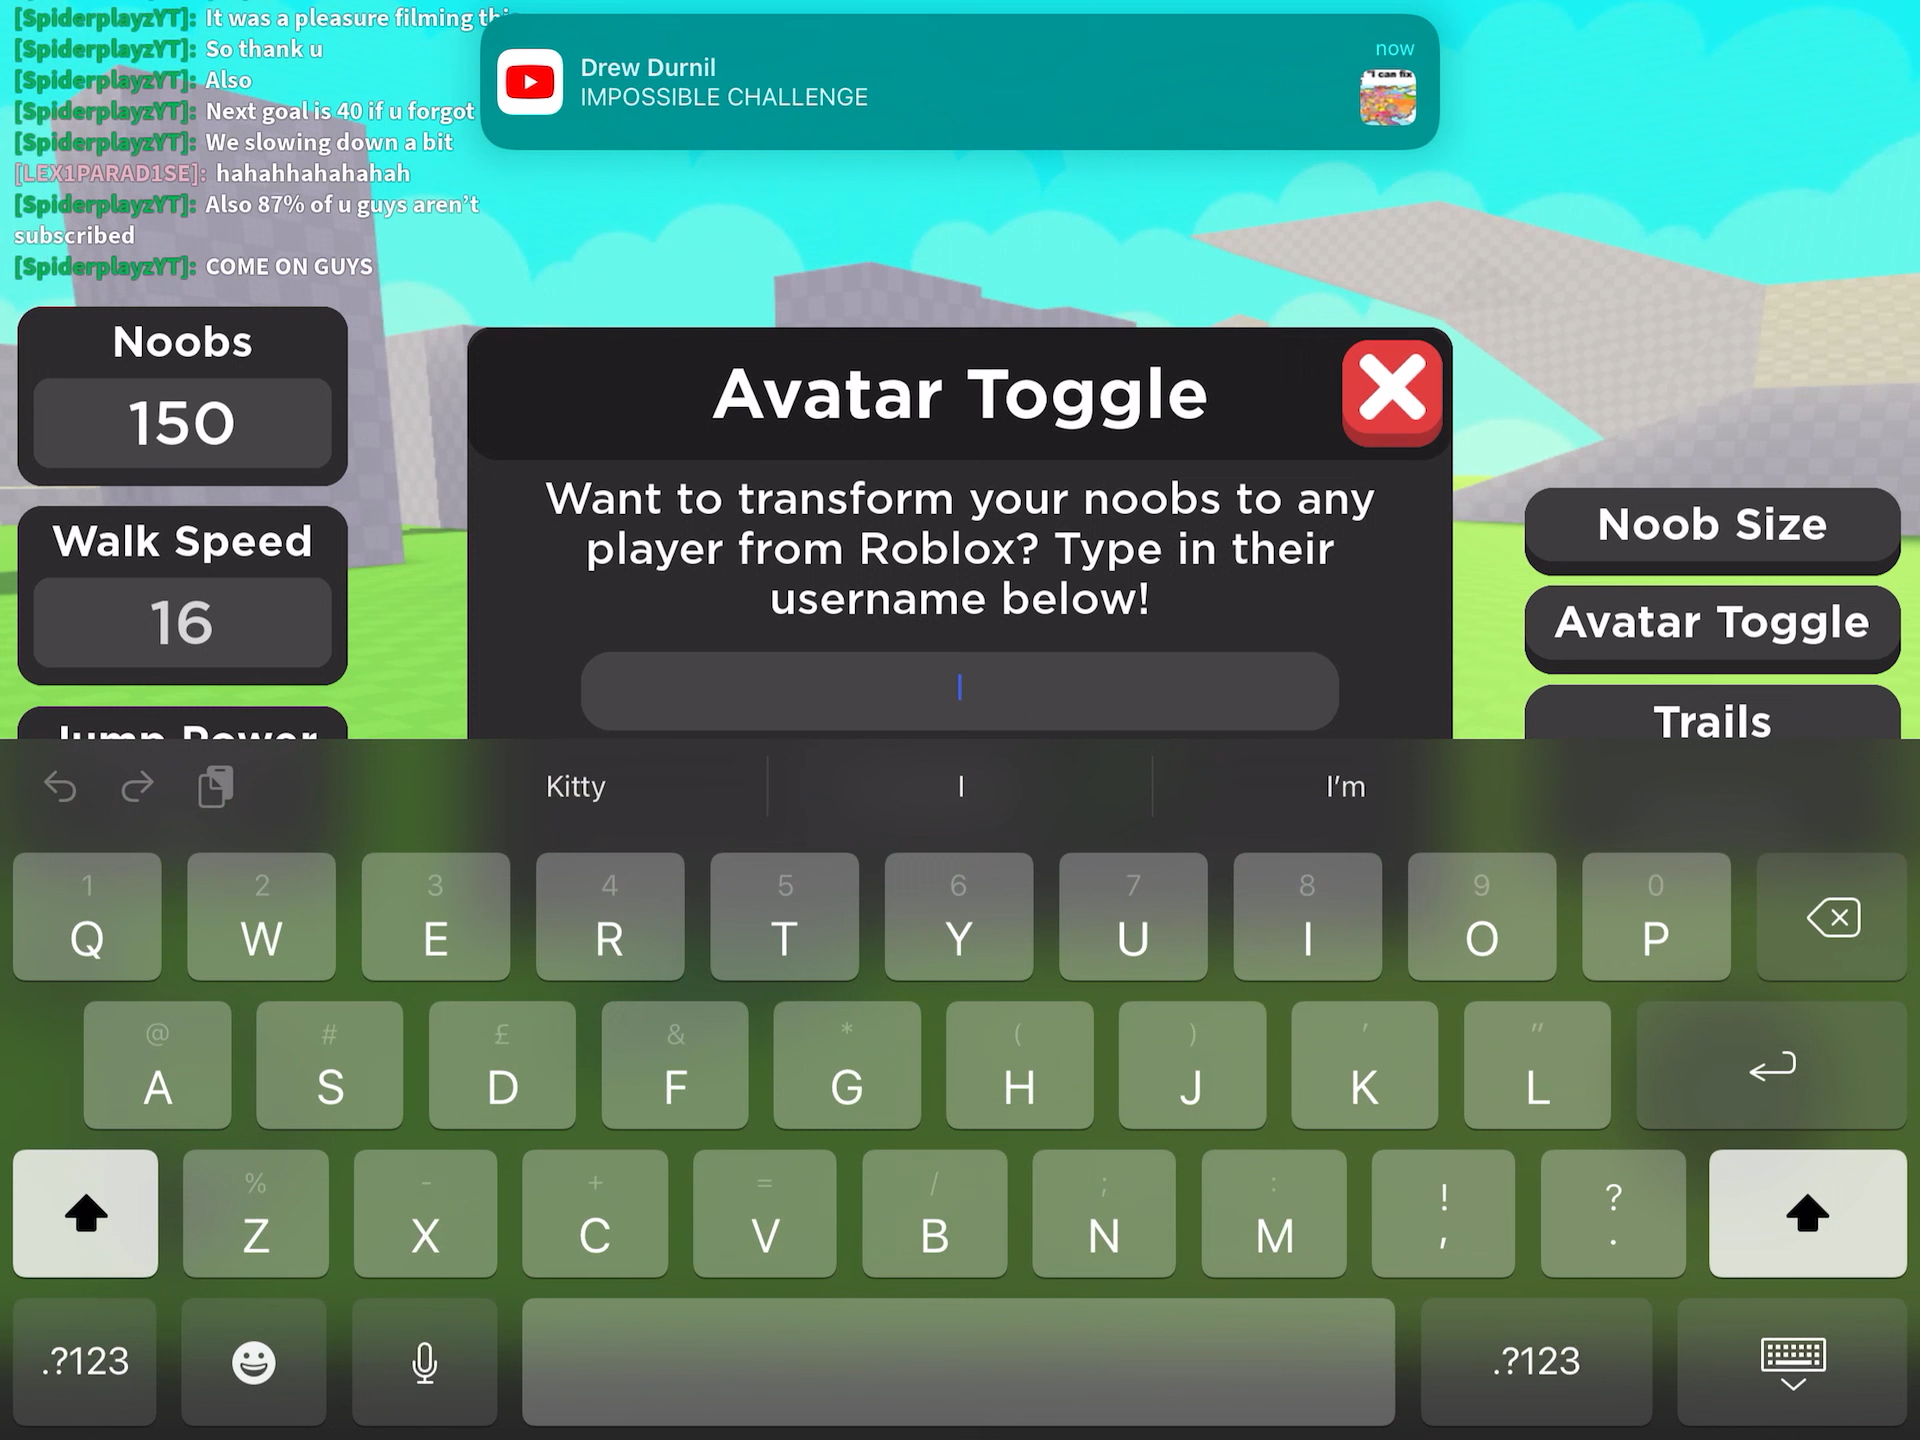 [SpiderplayzYT]: It was a pleasure filming
[SpiderplayzYT]: So thank u
[SpiderplayzYT]: Also
[SpiderplayzYT]: Next goal is 40 if u forgot
[SpiderplayzYT]: We slowing down a bit
[LEX1PARAD1SE]: hahahhahahahah
[SpiderplayzYT]: Also 87% of u guys aren't
subscribed
[SpiderplayzYT]: COME ON GUYS
Drew Durnil
now
IMPOSSIBLE CHALLENGE
"I can fix
Noobs
150
Walk Speed
16
Jump Power
Avatar Toggle
Want to transform your noobs to any
player from Roblox? Type in their
username below!
Noob Size
Avatar Toggle
Trails
Kitty I I'm
1 2 3 4 5 6 7 8 9 0
Q W E R T Y U I O P
@ # £ & * ( ) ' "
A S D F G H J K L
% - + = / ; : ! ?
Z X C V B N M , .
.?123 .?123